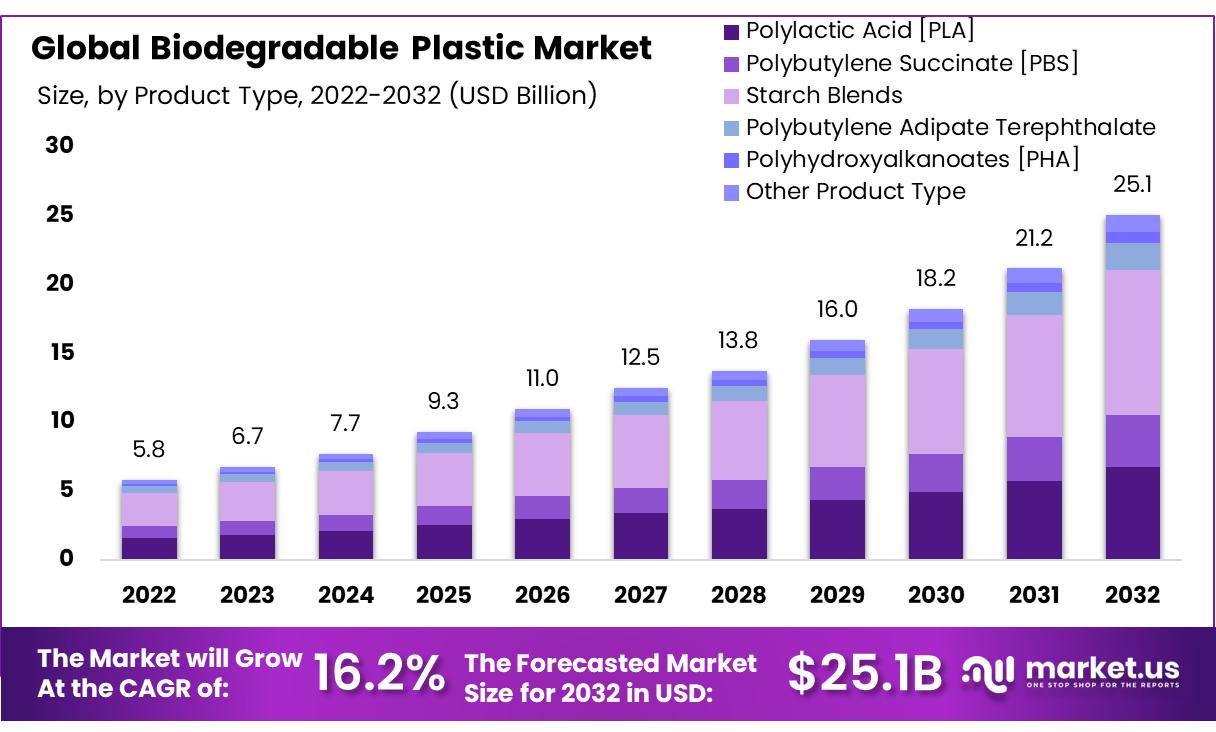 Global Biodegradable Plastic Market
Size, by Product Type, 2022-2032 (USD Billion)
Polylactic Acid [PLA]
Polybutylene Succinate [PBS]
Starch Blends
Polybutylene Adipate Terephthalate
Polyhydroxyalkanoates [PHA]
Other Product Type
30
25
20
15
10
5
0
5.8
6.7
7.7
9.3
11.0
12.5
13.8
16.0
18.2
21.2
25.1
2022 2023 2024 2025 2026 2027 2028 2029 2030 2031 2032
The Market will Grow
At the CAGR of:
16.2%
The Forecasted Market
Size for 2032 in USD:
$25.1B
market.us
ONE STOP SHOP FOR THE REPORTS